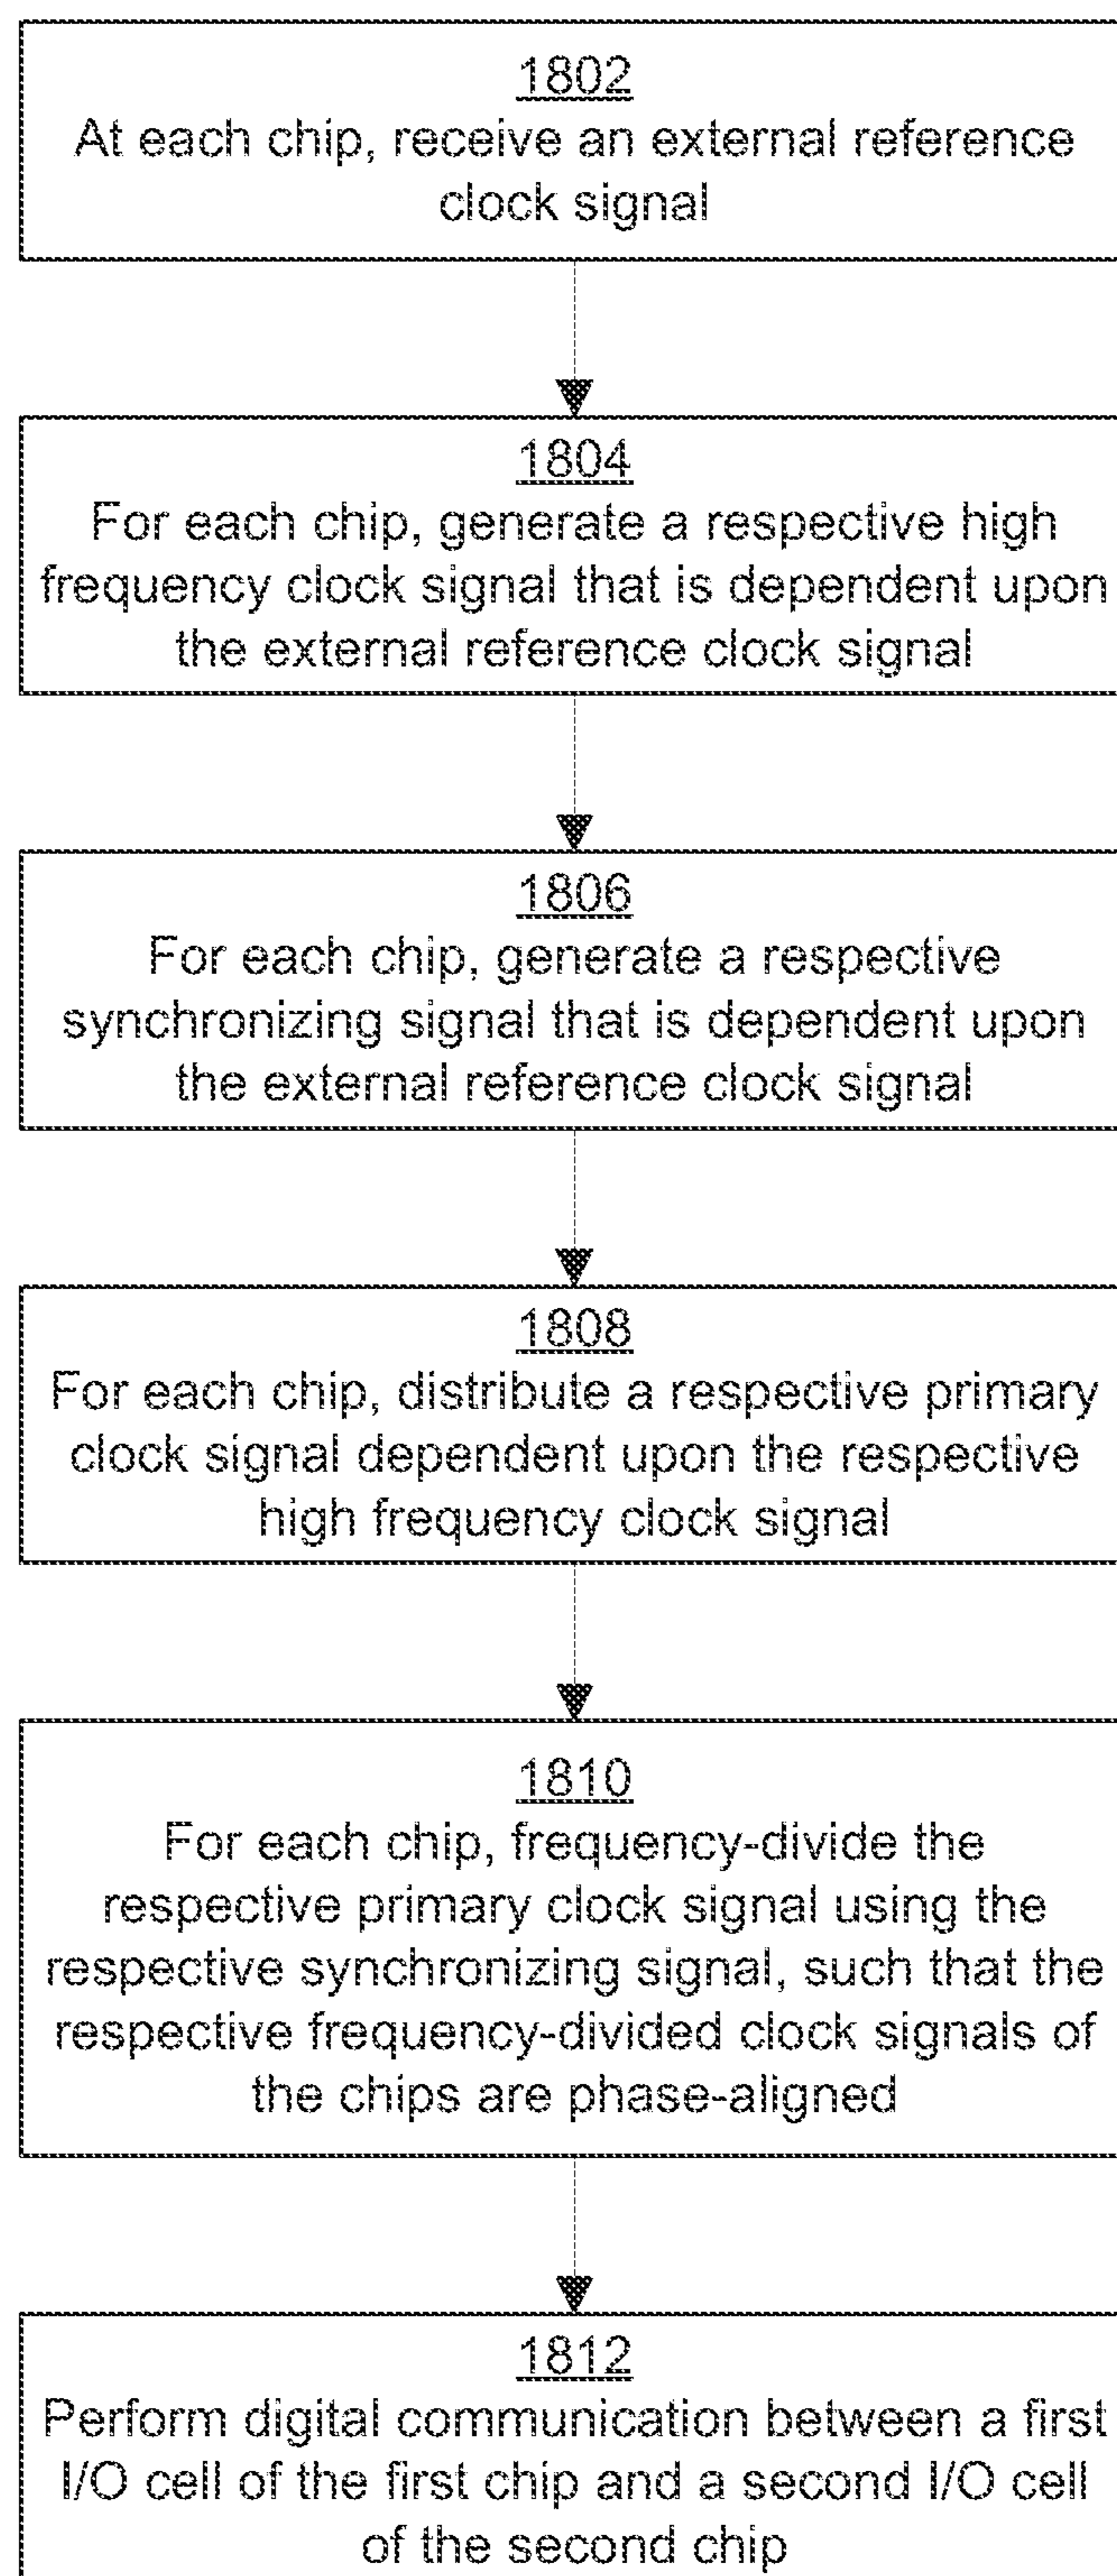 1802
At each chip, receive an external reference
clock signal
1804
For each chip, generate a respective high
frequency clock signal that is dependent upon
the external reference clock signal
1806
For each chip, generate a respective
synchronizing signal that is dependent upon
the external reference clock signal
1808
For each chip, distribute a respective primary
clock signal dependent upon the respective
high frequency clock signal
1810
For each chip, frequency-divide the
respective primary clock signal using the
respective synchronizing signal, such that the
respective frequency-divided clock signals of
the chips are phase-aligned
1812
Perform digital communication between a first
I/O cell of the first chip and a second I/O cell
of the second chip